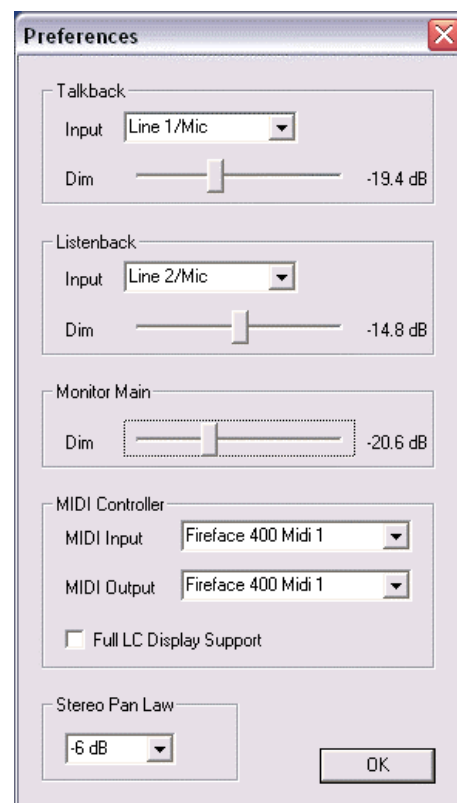 Preferences
Talkback
Input Line 1/Mic
Dim -19.4 dB
Listenback
Input Line 2/Mic
Dim -14.8 dB
Monitor Main
Dim -20.6 dB
MIDI Controller
MIDI Input Fireface 400 Midi 1
MIDI Output Fireface 400 Midi 1
Full LC Display Support
Stereo Pan Law
-6 dB
OK